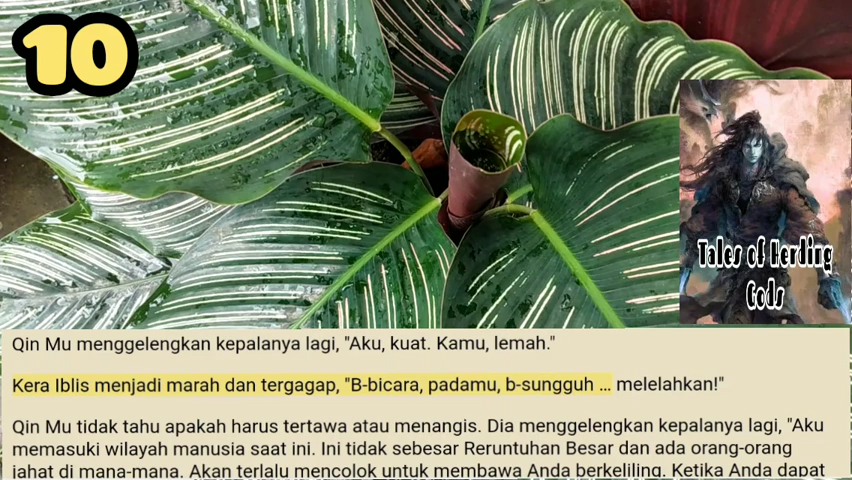 10
Tales of Herding
Gods
Qin Mu menggelengkan kepalanya lagi, "Aku, kuat. Kamu, lemah."
Kera Iblis menjadi marah dan tergagap, "B-bicara, padamu, b-sungguh ... melelahkan!"
Qin Mu tidak tahu apakah harus tertawa atau menangis. Dia menggelengkan kepalanya lagi, "Aku
memasuki wilayah manusia saat ini. Ini tidak sebesar Reruntuhan Besar dan ada orang-orang
jahat di mana-mana. Akan terlalu mencolok untuk membawa Anda berkeliling. Ketika Anda dapat